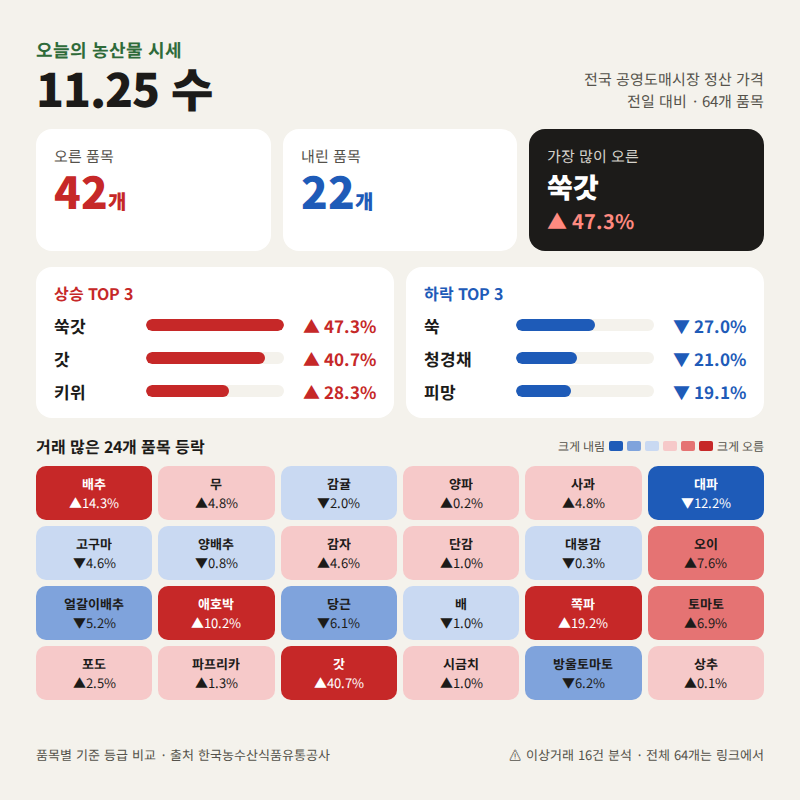 오늘의 농산물 시세
11.25 수
전국 공영도매시장 정산 가격
전일 대비 · 64개 품목
오른 품목
42개
내린 품목
22개
가장 많이 오른
쑥갓
▲ 47.3%
상승 TOP 3
쑥갓 ▲ 47.3%
갓 ▲ 40.7%
키위 ▲ 28.3%
하락 TOP 3
쑥 ▼ 27.0%
청경채 ▼ 21.0%
피망 ▼ 19.1%
거래 많은 24개 품목 등락
크게 내림 크게 오름
배추 무 감귤 양파 사과 대파
▲14.3% ▲4.8% ▼2.0% ▲0.2% ▲4.8% ▼12.2%
고구마 양배추 감자 단감 대봉감 오이
▼4.6% ▼0.8% ▲4.6% ▲1.0% ▼0.3% ▲7.6%
얼갈이배추 애호박 당근 배 쪽파 토마토
▼5.2% ▲10.2% ▼6.1% ▼1.0% ▲19.2% ▲6.9%
포도 파프리카 갓 시금치 방울토마토 상추
▲2.5% ▲1.3% ▲40.7% ▲1.0% ▼6.2% ▲0.1%
품목별 기준 등급 비교 · 출처 한국농수산식품유통공사
⚠ 이상거래 16건 분석 · 전체 64개는 링크에서